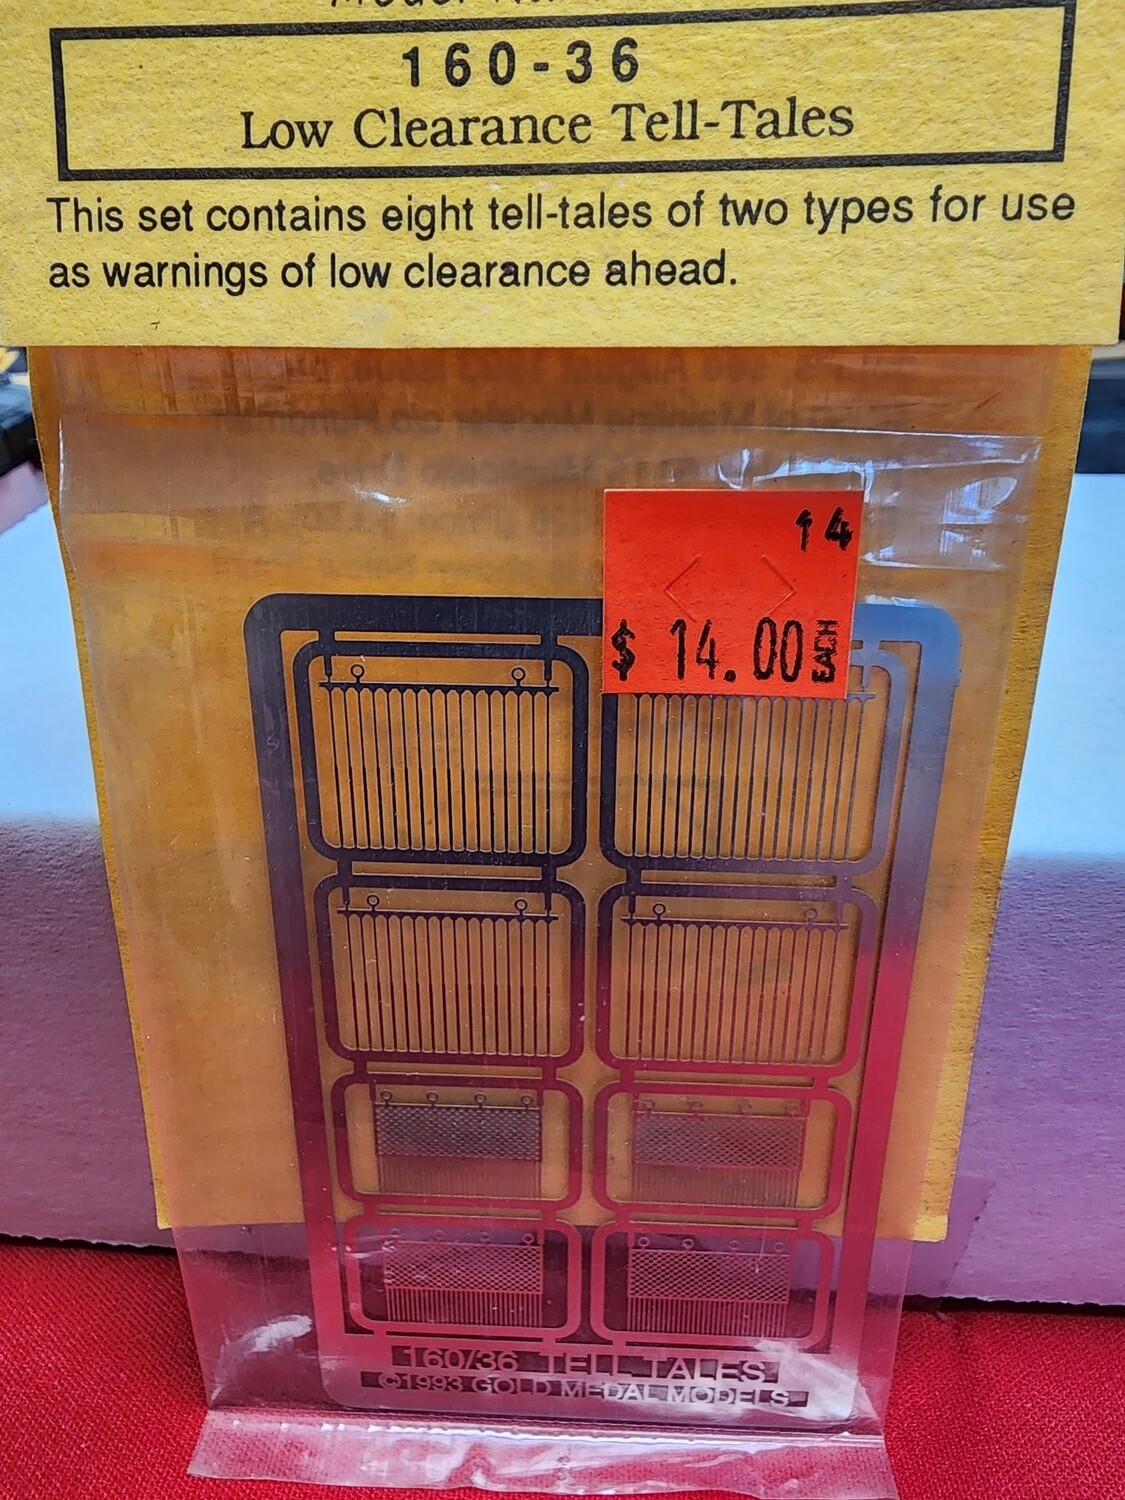 160-36
Low Clearance Tell-Tales
This set contains eight tell-tales of two types for use
as warnings of low clearance ahead.
14
$ 14.00 EACH
160/36 TELL TALES
©1993 GOLD MEDAL MODELS